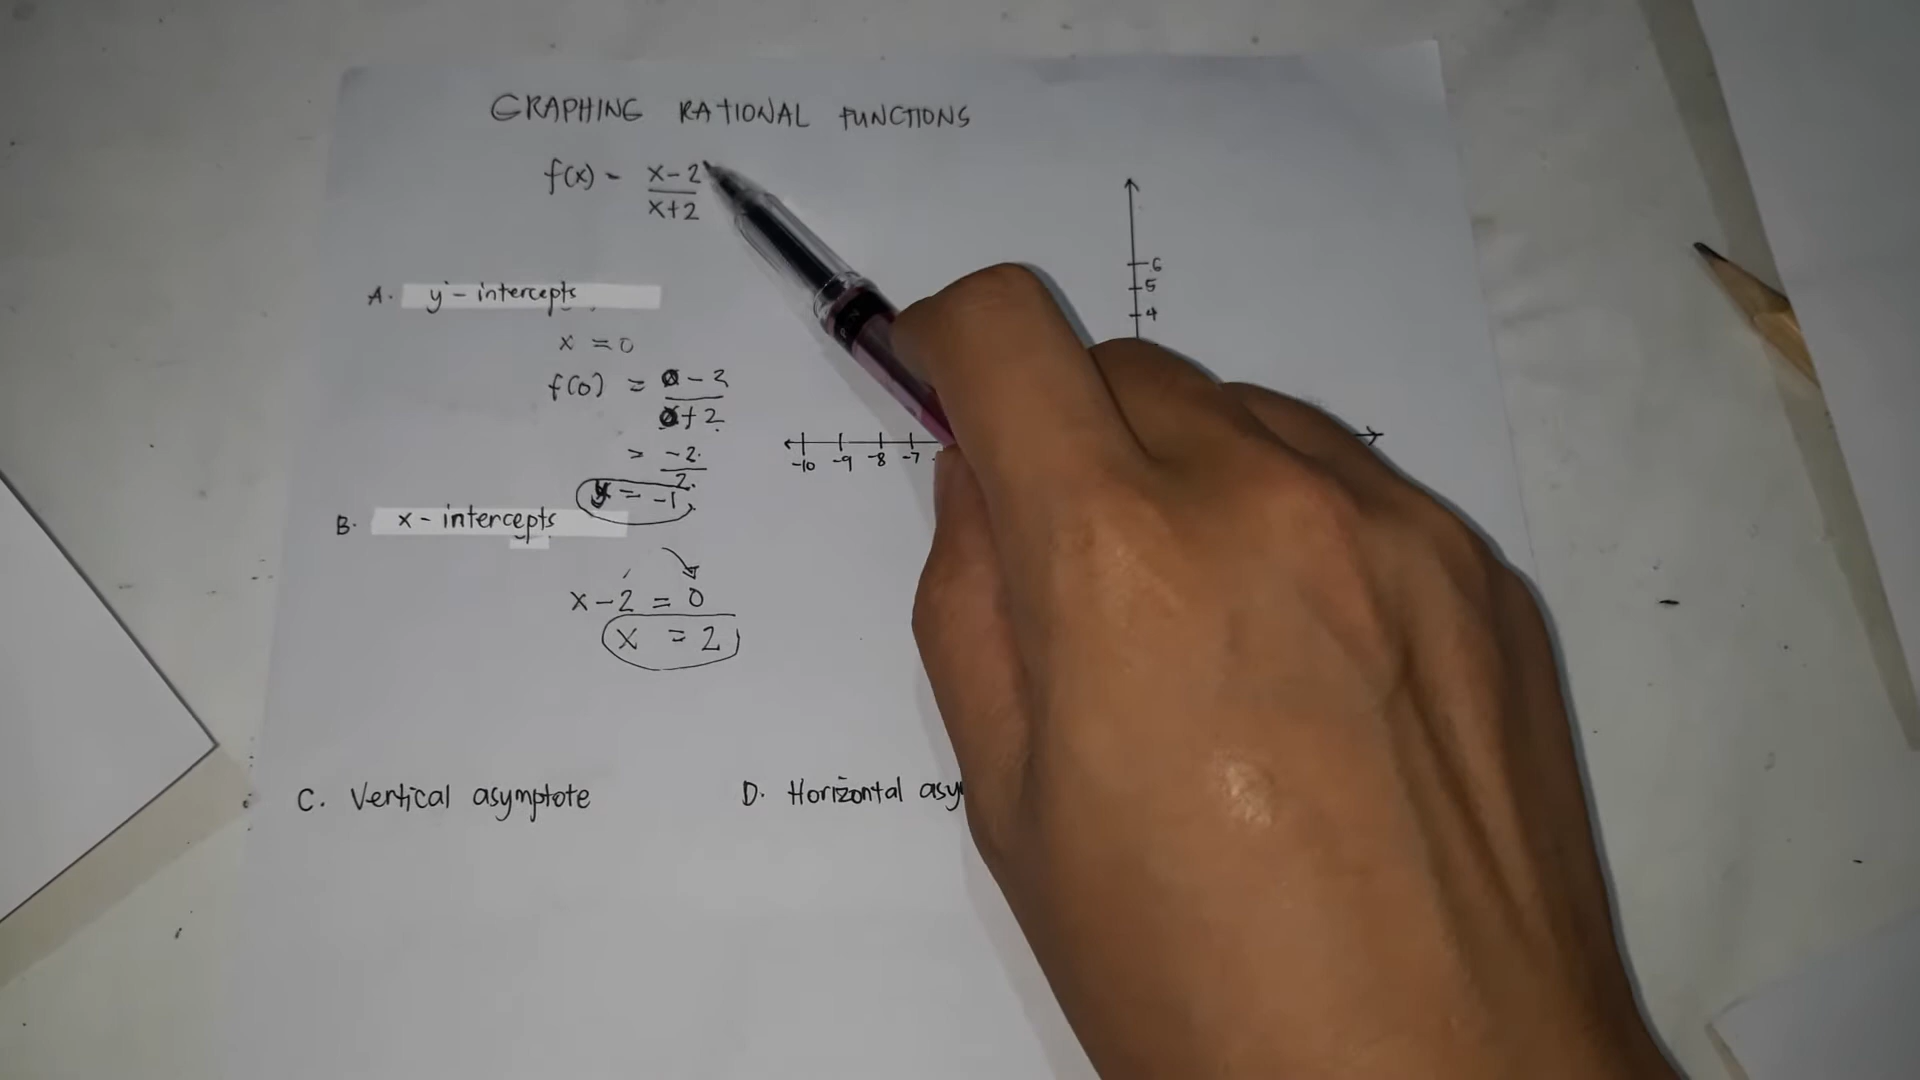 GRAPHING RATIONAL FUNCTIONS
f(x) - x-2
x+2
A. y - intercepts
x = 0
f(0) = 0 - 2
0 + 2
= -2
2
y = -1
B. x - intercepts
x - 2 = 0
x = 2
6
5
4
-10 -9 -8 -7
C. Vertical asymptote
D. Horizontal asy